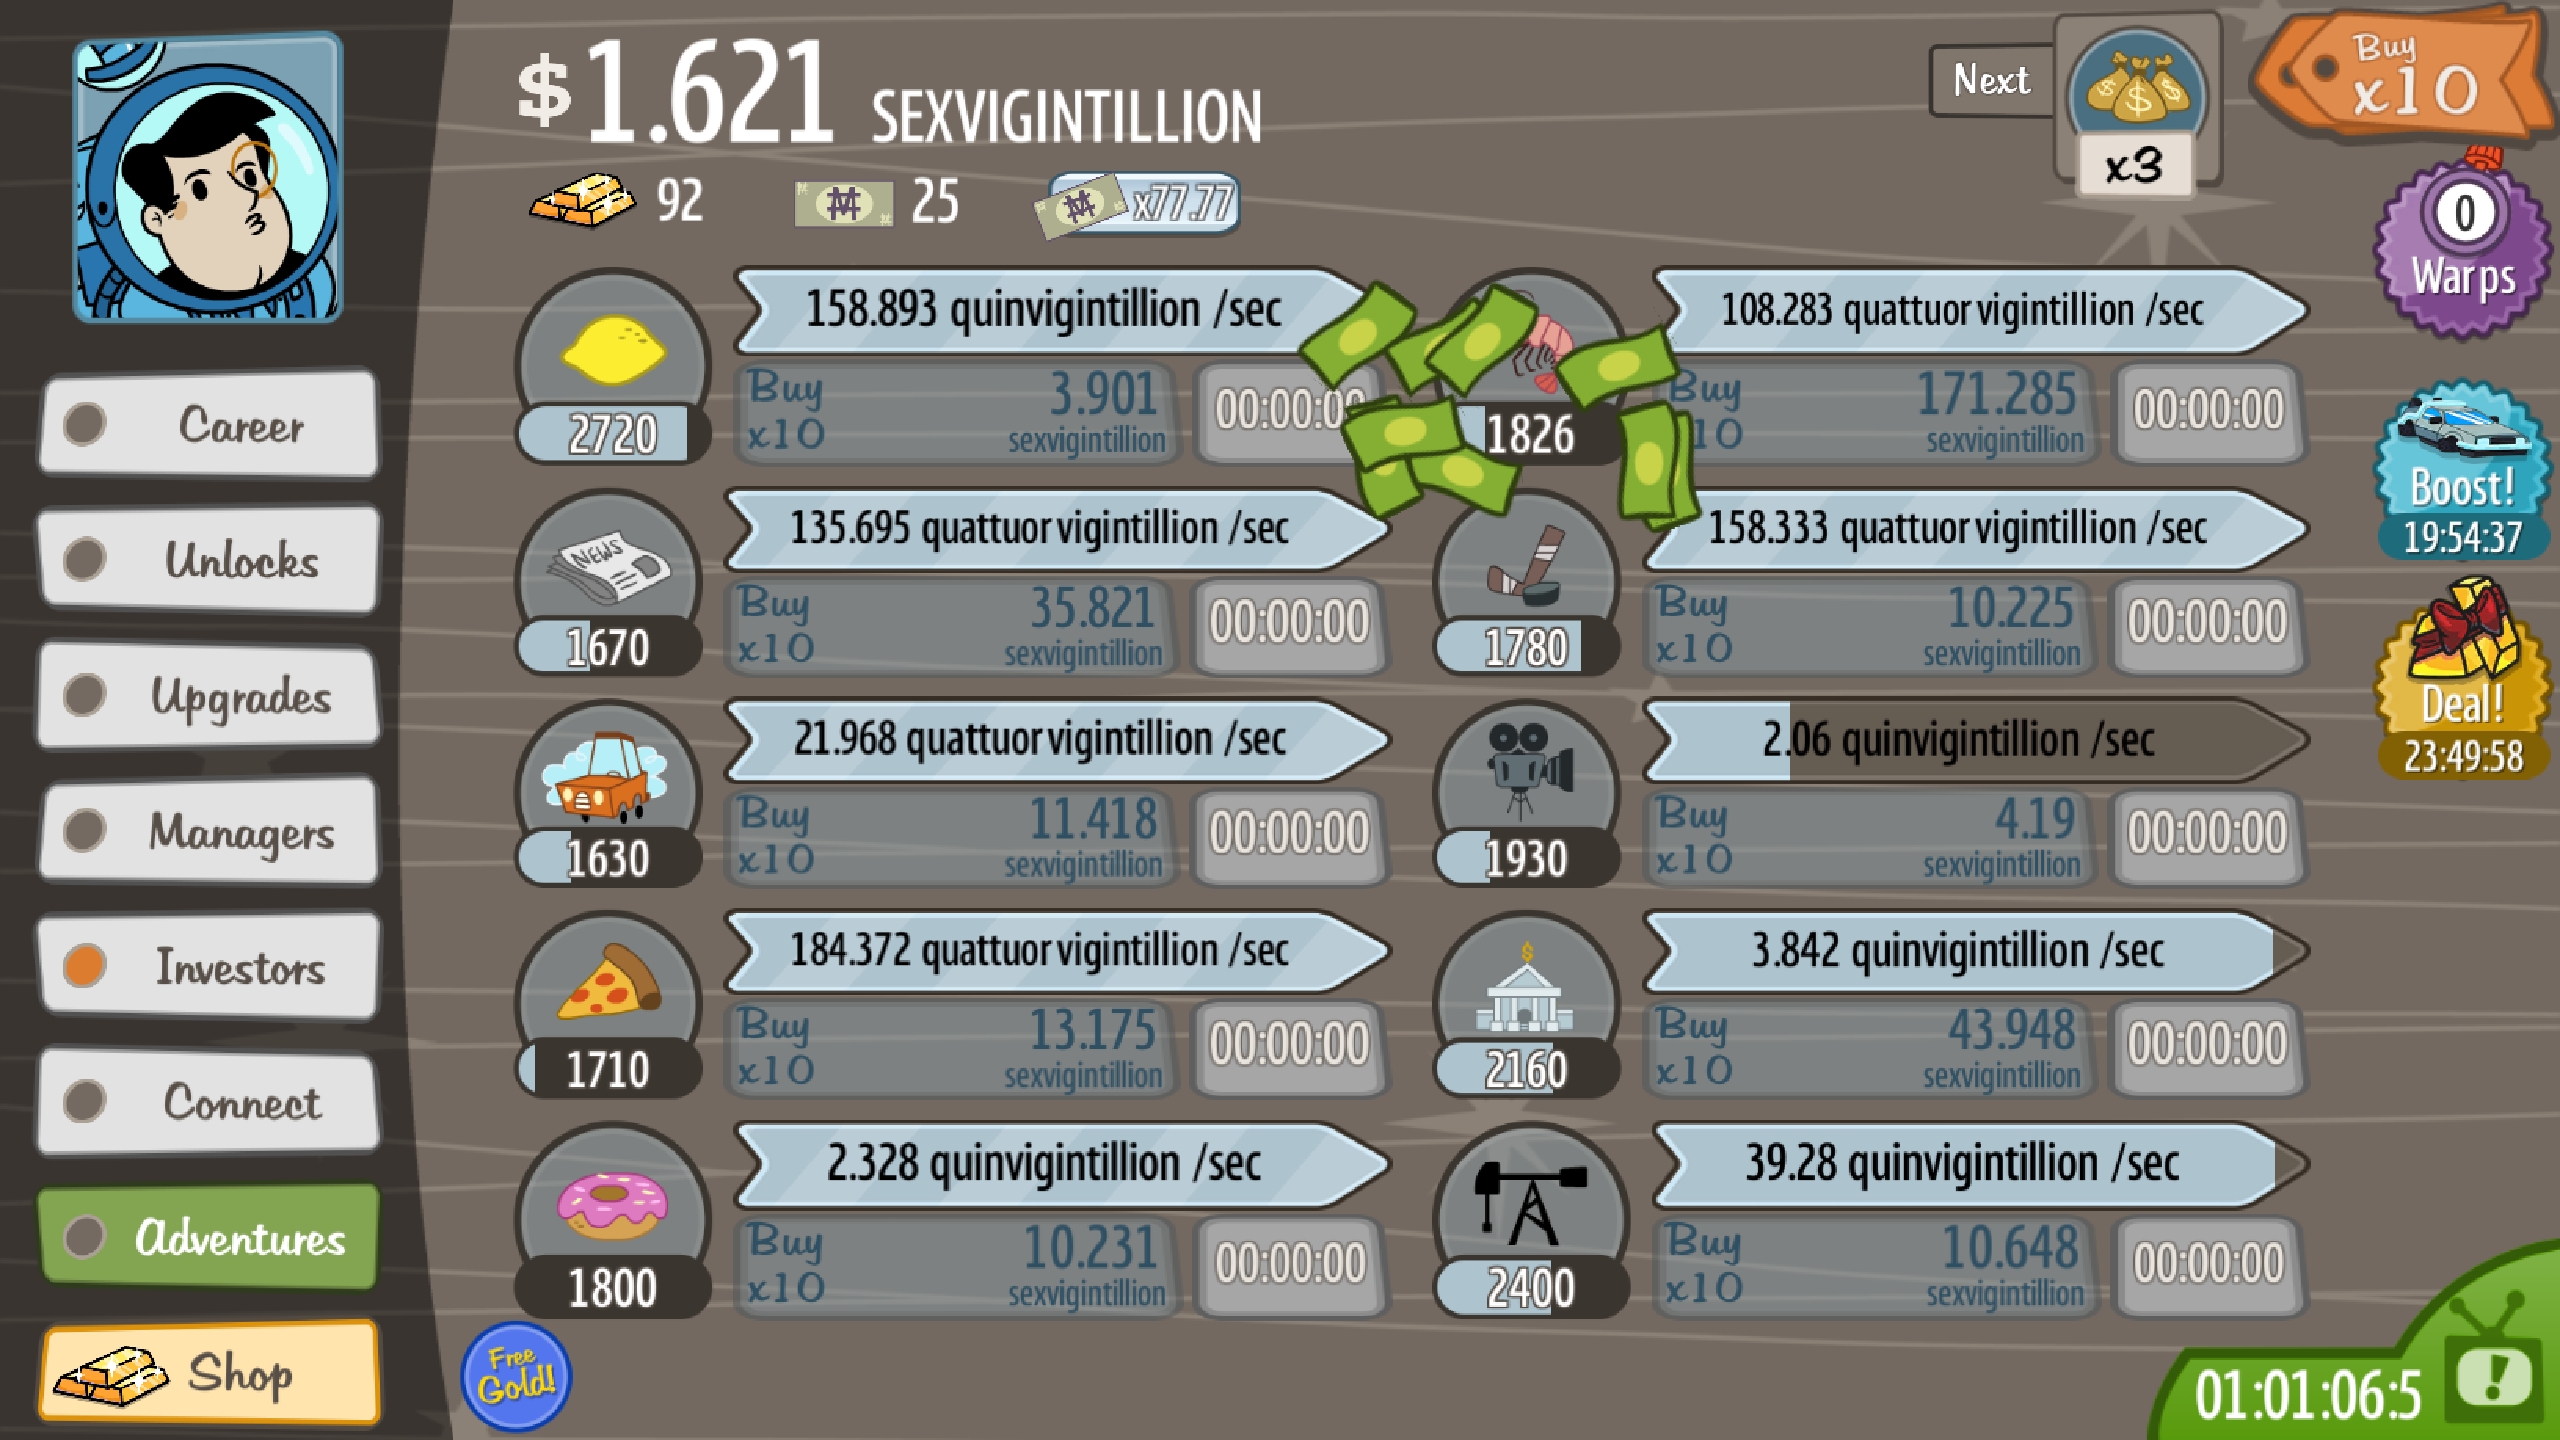 $1.621 SEXVIGINTILLION
92
25
x77.77
Next
x3
Buy
x10
0
Warps
Boost!
19:54:37
Deal!
23:49:58
Career
Unlocks
Upgrades
Managers
Investors
Connect
Adventures
Shop
158.893 quinvigintillion /sec
2720
Buy
x10
3.901
sexvigintillion
00:00:00
108.283 quattuorvigintillion /sec
1826
Buy
10
171.285
sexvigintillion
00:00:00
NEWS
135.695 quattuorvigintillion /sec
1670
Buy
x10
35.821
sexvigintillion
00:00:00
158.333 quattuorvigintillion /sec
1780
Buy
x10
10.225
sexvigintillion
00:00:00
21.968 quattuorvigintillion /sec
1630
Buy
x10
11.418
sexvigintillion
00:00:00
2.06 quinvigintillion /sec
1930
Buy
x10
4.19
sexvigintillion
00:00:00
184.372 quattuorvigintillion /sec
1710
Buy
x10
13.175
sexvigintillion
00:00:00
3.842 quinvigintillion /sec
2160
Buy
x10
43.948
sexvigintillion
00:00:00
2.328 quinvigintillion /sec
1800
Buy
x10
10.231
sexvigintillion
00:00:00
39.28 quinvigintillion /sec
2400
Buy
x10
10.648
sexvigintillion
00:00:00
Free
Gold!
01:01:06:5